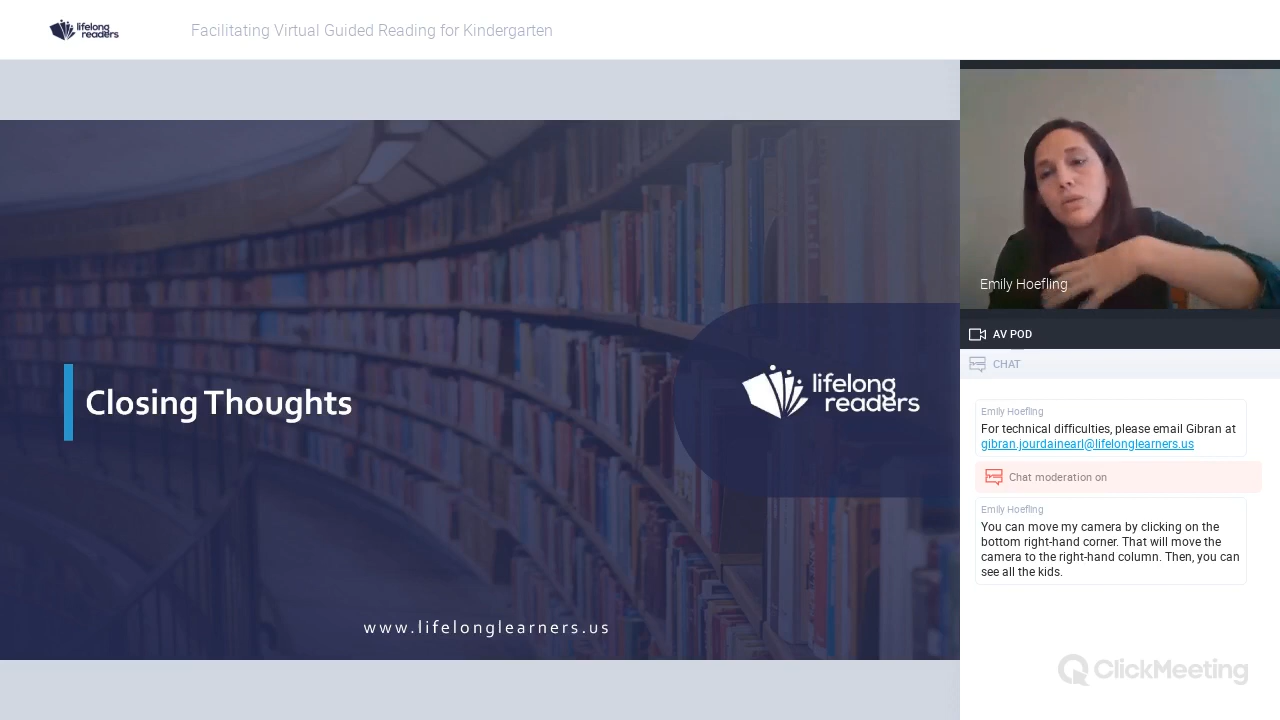 lifelong
readers
Facilitating Virtual Guided Reading for Kindergarten
Closing Thoughts
lifelong
readers
www.lifelonglearners.us
Emily Hoefling
AV POD
CHAT
Emily Hoefling
For technical difficulties, please email Gibran at
gibran.jourdainearl@lifelonglearners.us
Chat moderation on
Emily Hoefling
You can move my camera by clicking on the
bottom right-hand corner. That will move the
camera to the right-hand column. Then, you can
see all the kids.
ClickMeeting